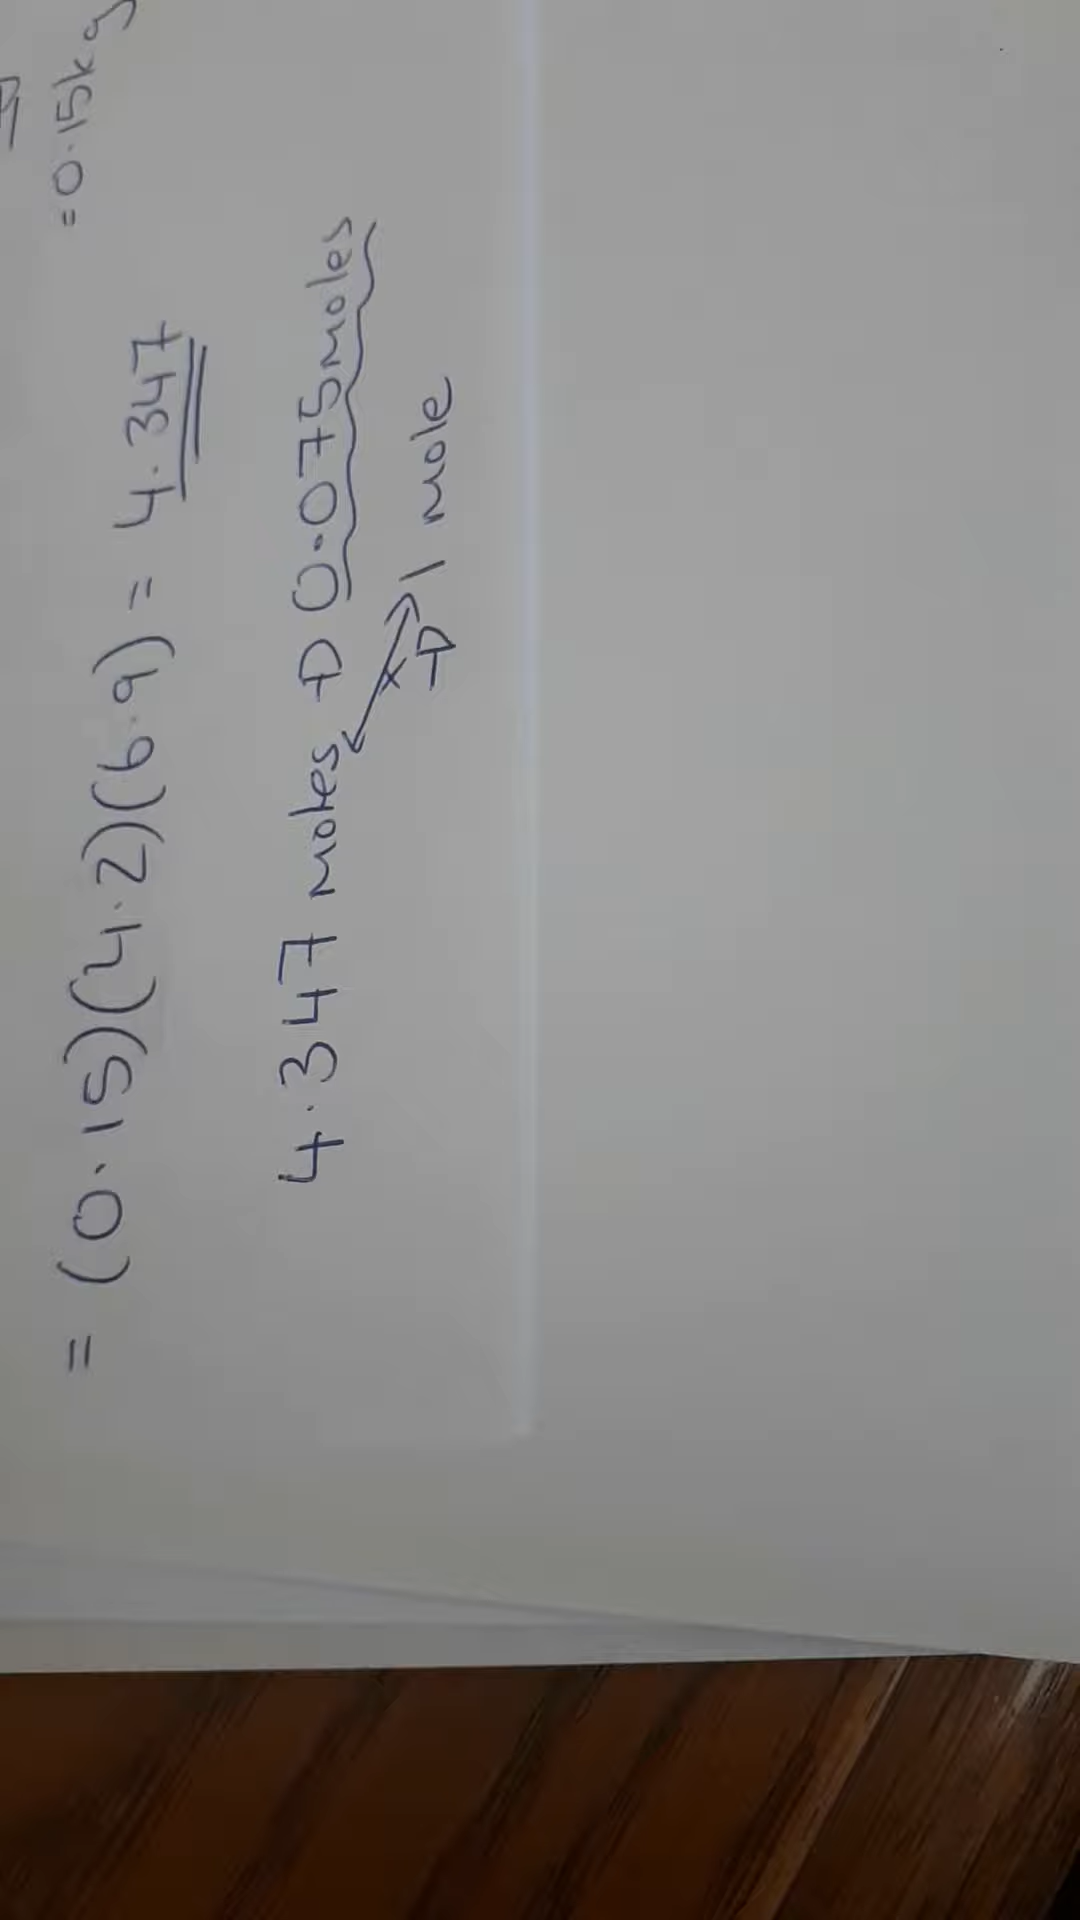 = 0.15kg
= (0.15)(4.2)(6.9) = 4.347
4.347 moles → 0.075 moles
→ 1 mole